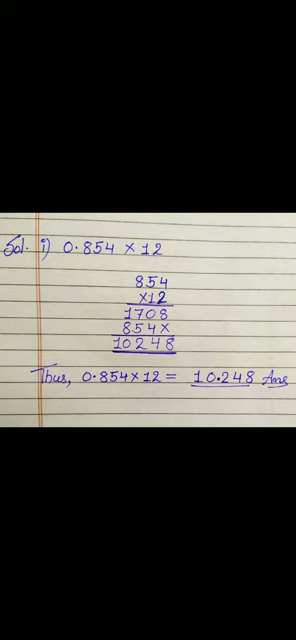 Sol. i) 0.854 × 12
854
×12
1708
854×
10248
Thus, 0.854×12 = 10.248 Ans